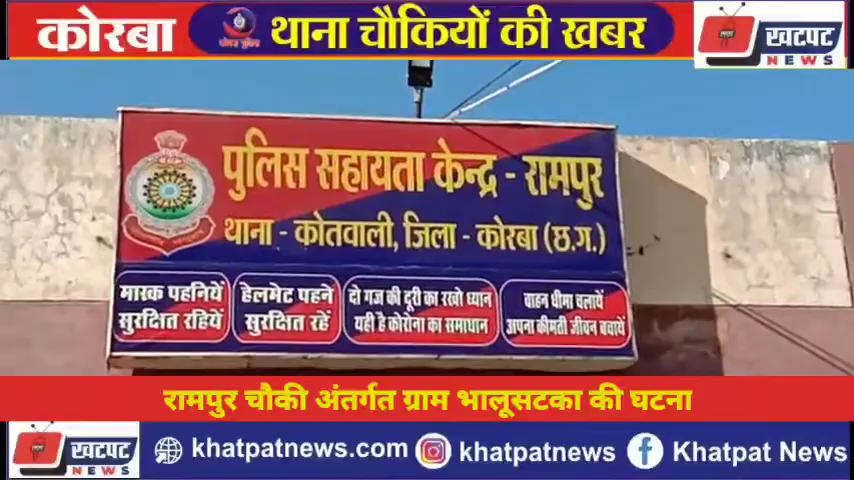 कोरबा थाना चौकियों की खबर खटपट
NEWS
पुलिस सहायता केन्द्र - रामपुर
थाना - कोतवाली, जिला - कोरबा (छ.ग.)
मास्क पहनियें
सुरक्षित रहियें
हेलमेट पहने
सुरक्षित रहें
दो गज की दूरी का रखो ध्यान
यही है कोरोना का समाधान
वाहन धीमा चलायें
अपना कीमती जीवन बचायें
रामपुर चौकी अंतर्गत ग्राम भालूसटका की घटना
खटपट
NEWS
khatpatnews.com khatpatnews Khatpat News